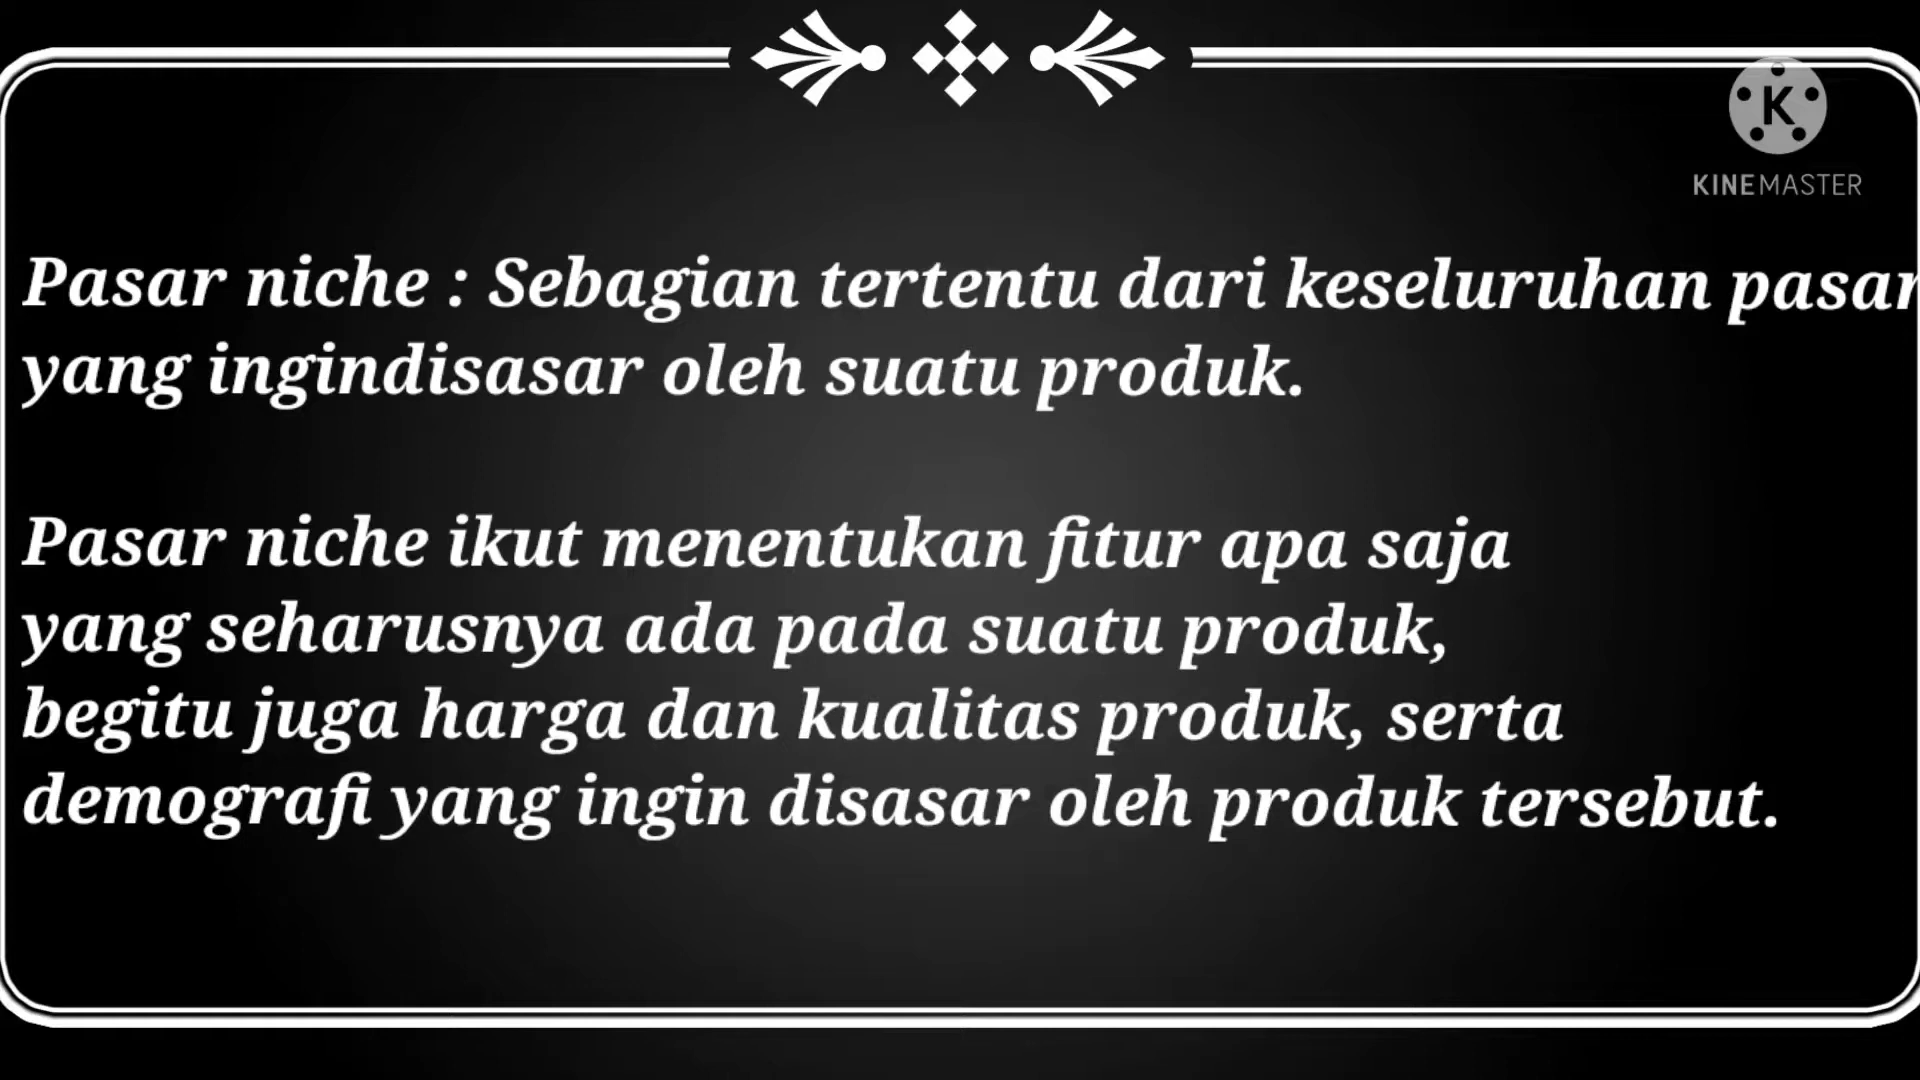 KINEMASTER
Pasar niche : Sebagian tertentu dari keseluruhan pasar
yang ingindisasar oleh suatu produk.
Pasar niche ikut menentukan fitur apa saja
yang seharusnya ada pada suatu produk,
begitu juga harga dan kualitas produk, serta
demografi yang ingin disasar oleh produk tersebut.